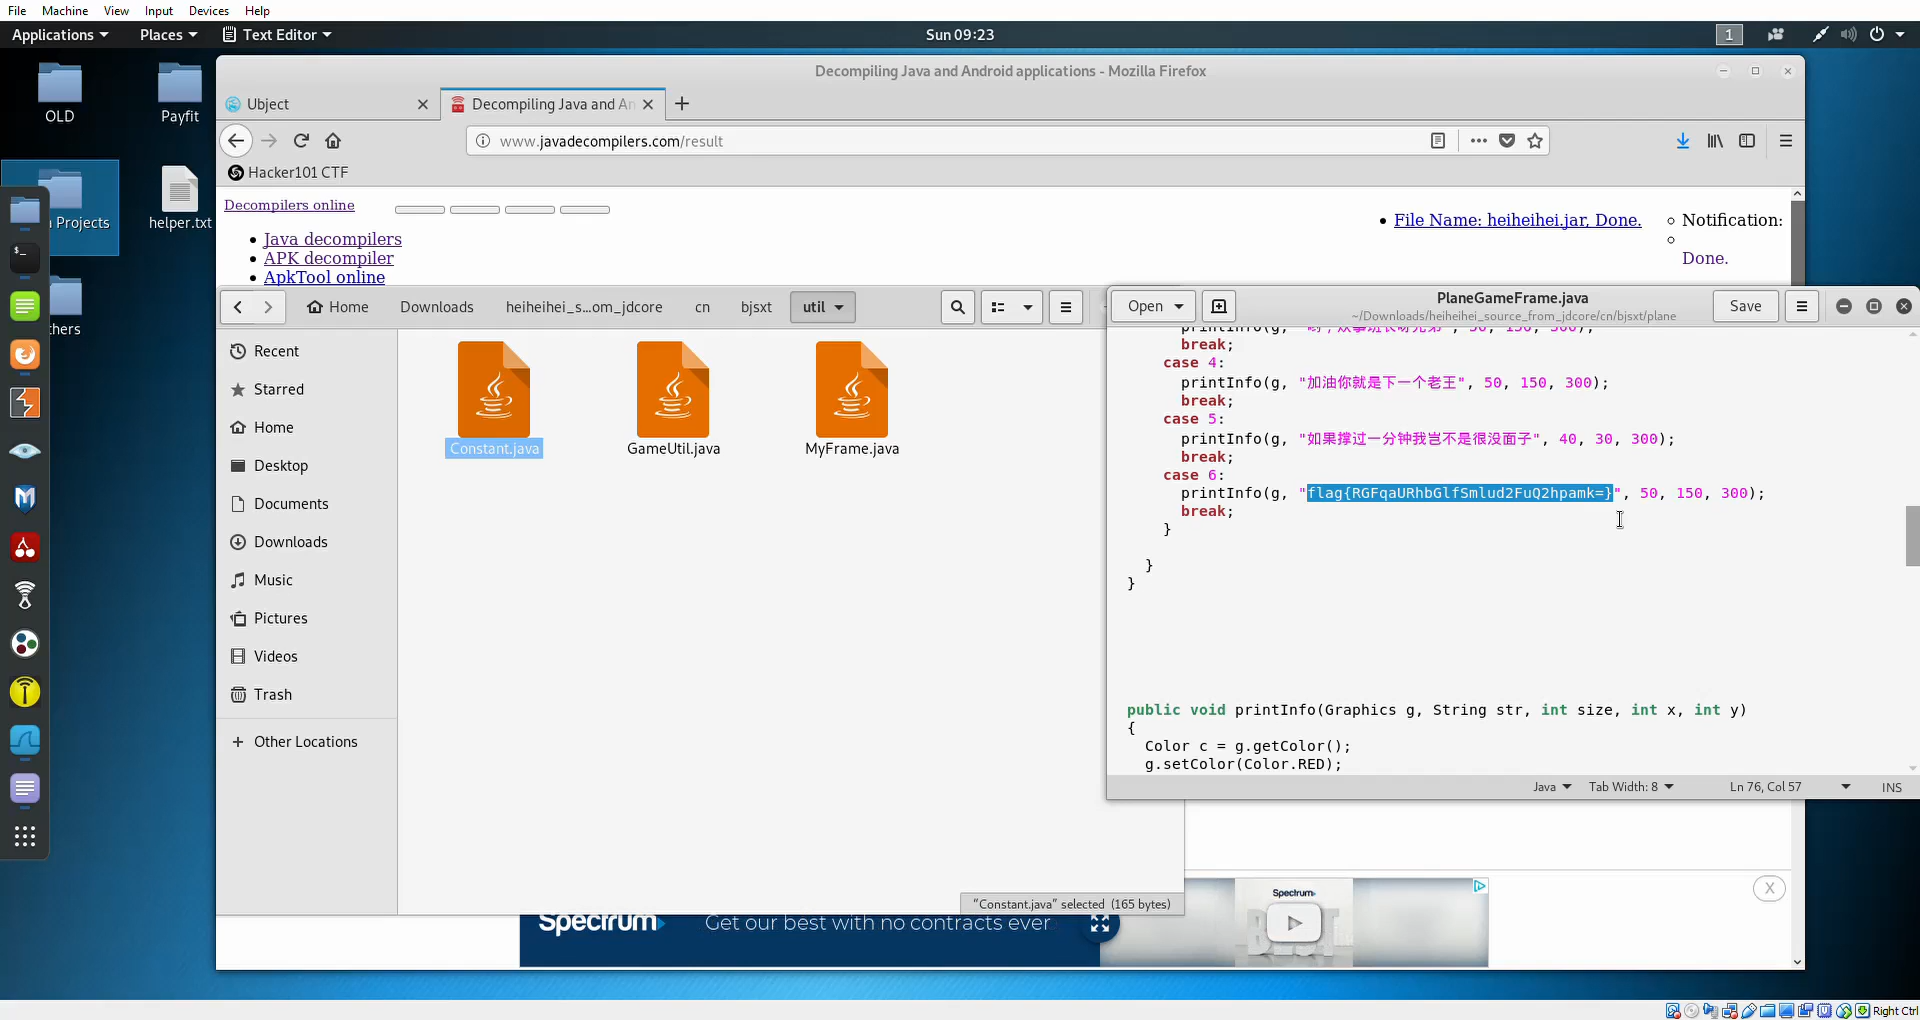 File Machine View Input Devices Help
Applications Places Text Editor Sun 09:23 1
OLD
Payfit
Projects
helper.txt
hers
Decompiling Java and Android applications - Mozilla Firefox
Ubject
Decompiling Java and An
www.javadecompilers.com/result
Hacker101 CTF
Decompilers online
Java decompilers
APK decompiler
ApkTool online
File Name: heiheihei.jar, Done.
Notification:
Done.
Home Downloads heiheihei_s...om_jdcore cn bjsxt util
Recent
Starred
Home
Desktop
Documents
Downloads
Music
Pictures
Videos
Trash
+ Other Locations
Constant.java
GameUtil.java
MyFrame.java
"Constant.java" selected (165 bytes)
Open
PlaneGameFrame.java
~/Downloads/heiheihei_source_from_jdcore/cn/bjsxt/plane
Save
break;
case 4:
printInfo(g, "加油你就是下一个老王", 50, 150, 300);
break;
case 5:
printInfo(g, "如果撑过一分钟我岂不是很没面子", 40, 30, 300);
break;
case 6:
printInfo(g, "flag{RGFqaURhbGlfSmlud2FuQ2hpamk=}", 50, 150, 300);
break;
}
}
}
public void printInfo(Graphics g, String str, int size, int x, int y)
{
Color c = g.getColor();
g.setColor(Color.RED);
Java Tab Width: 8 Ln 76, Col 57 INS
Spectrum
Get our best with no contracts ever
Spectrum
X
Right Ctrl